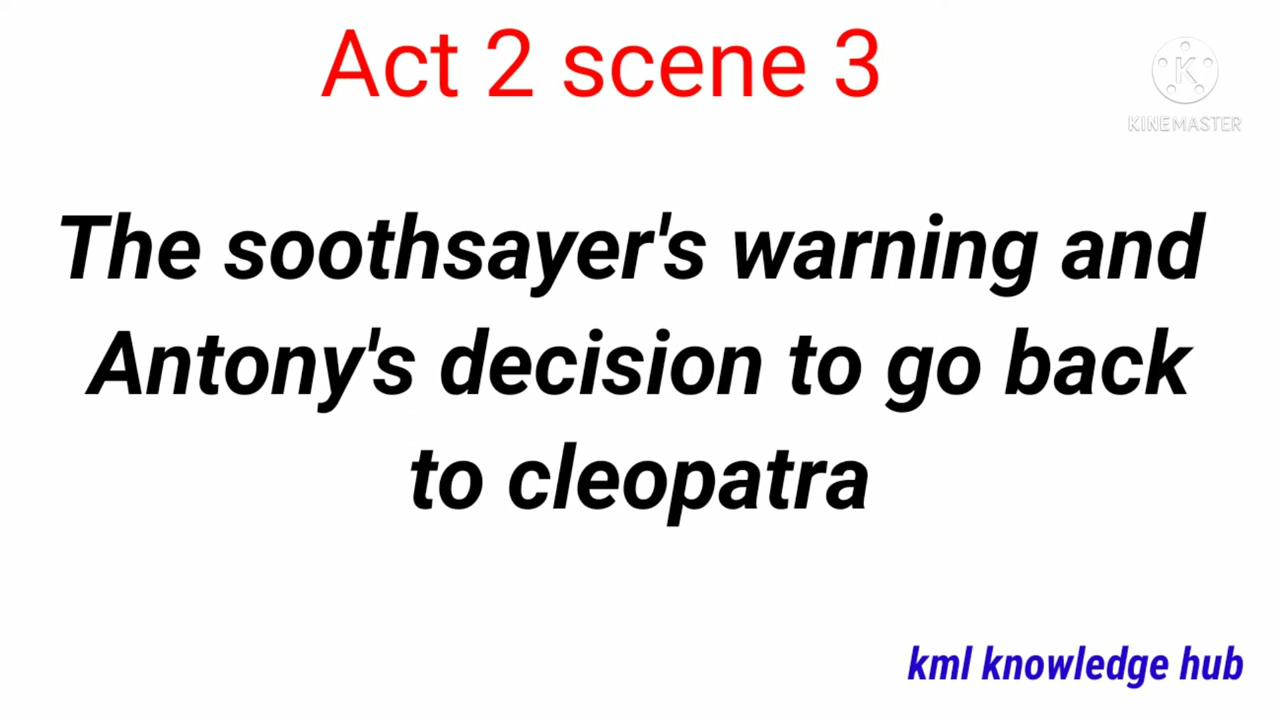 Act 2 scene 3
K
KINEMASTER
The soothsayer's warning and
Antony's decision to go back
to cleopatra
kml knowledge hub